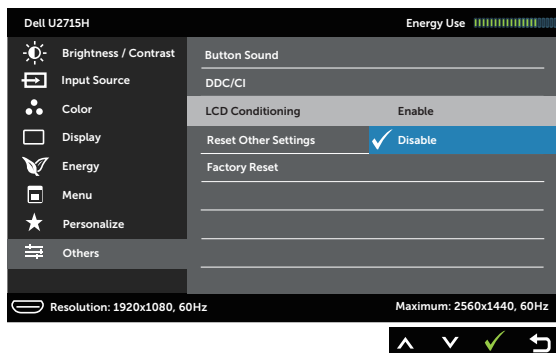 Dell U2715H Energy Use
Brightness / Contrast Button Sound
Input Source DDC/CI
Color LCD Conditioning Enable
Display Reset Other Settings Disable
Energy Factory Reset
Menu
Personalize
Others
Resolution: 1920x1080, 60Hz Maximum: 2560x1440, 60Hz